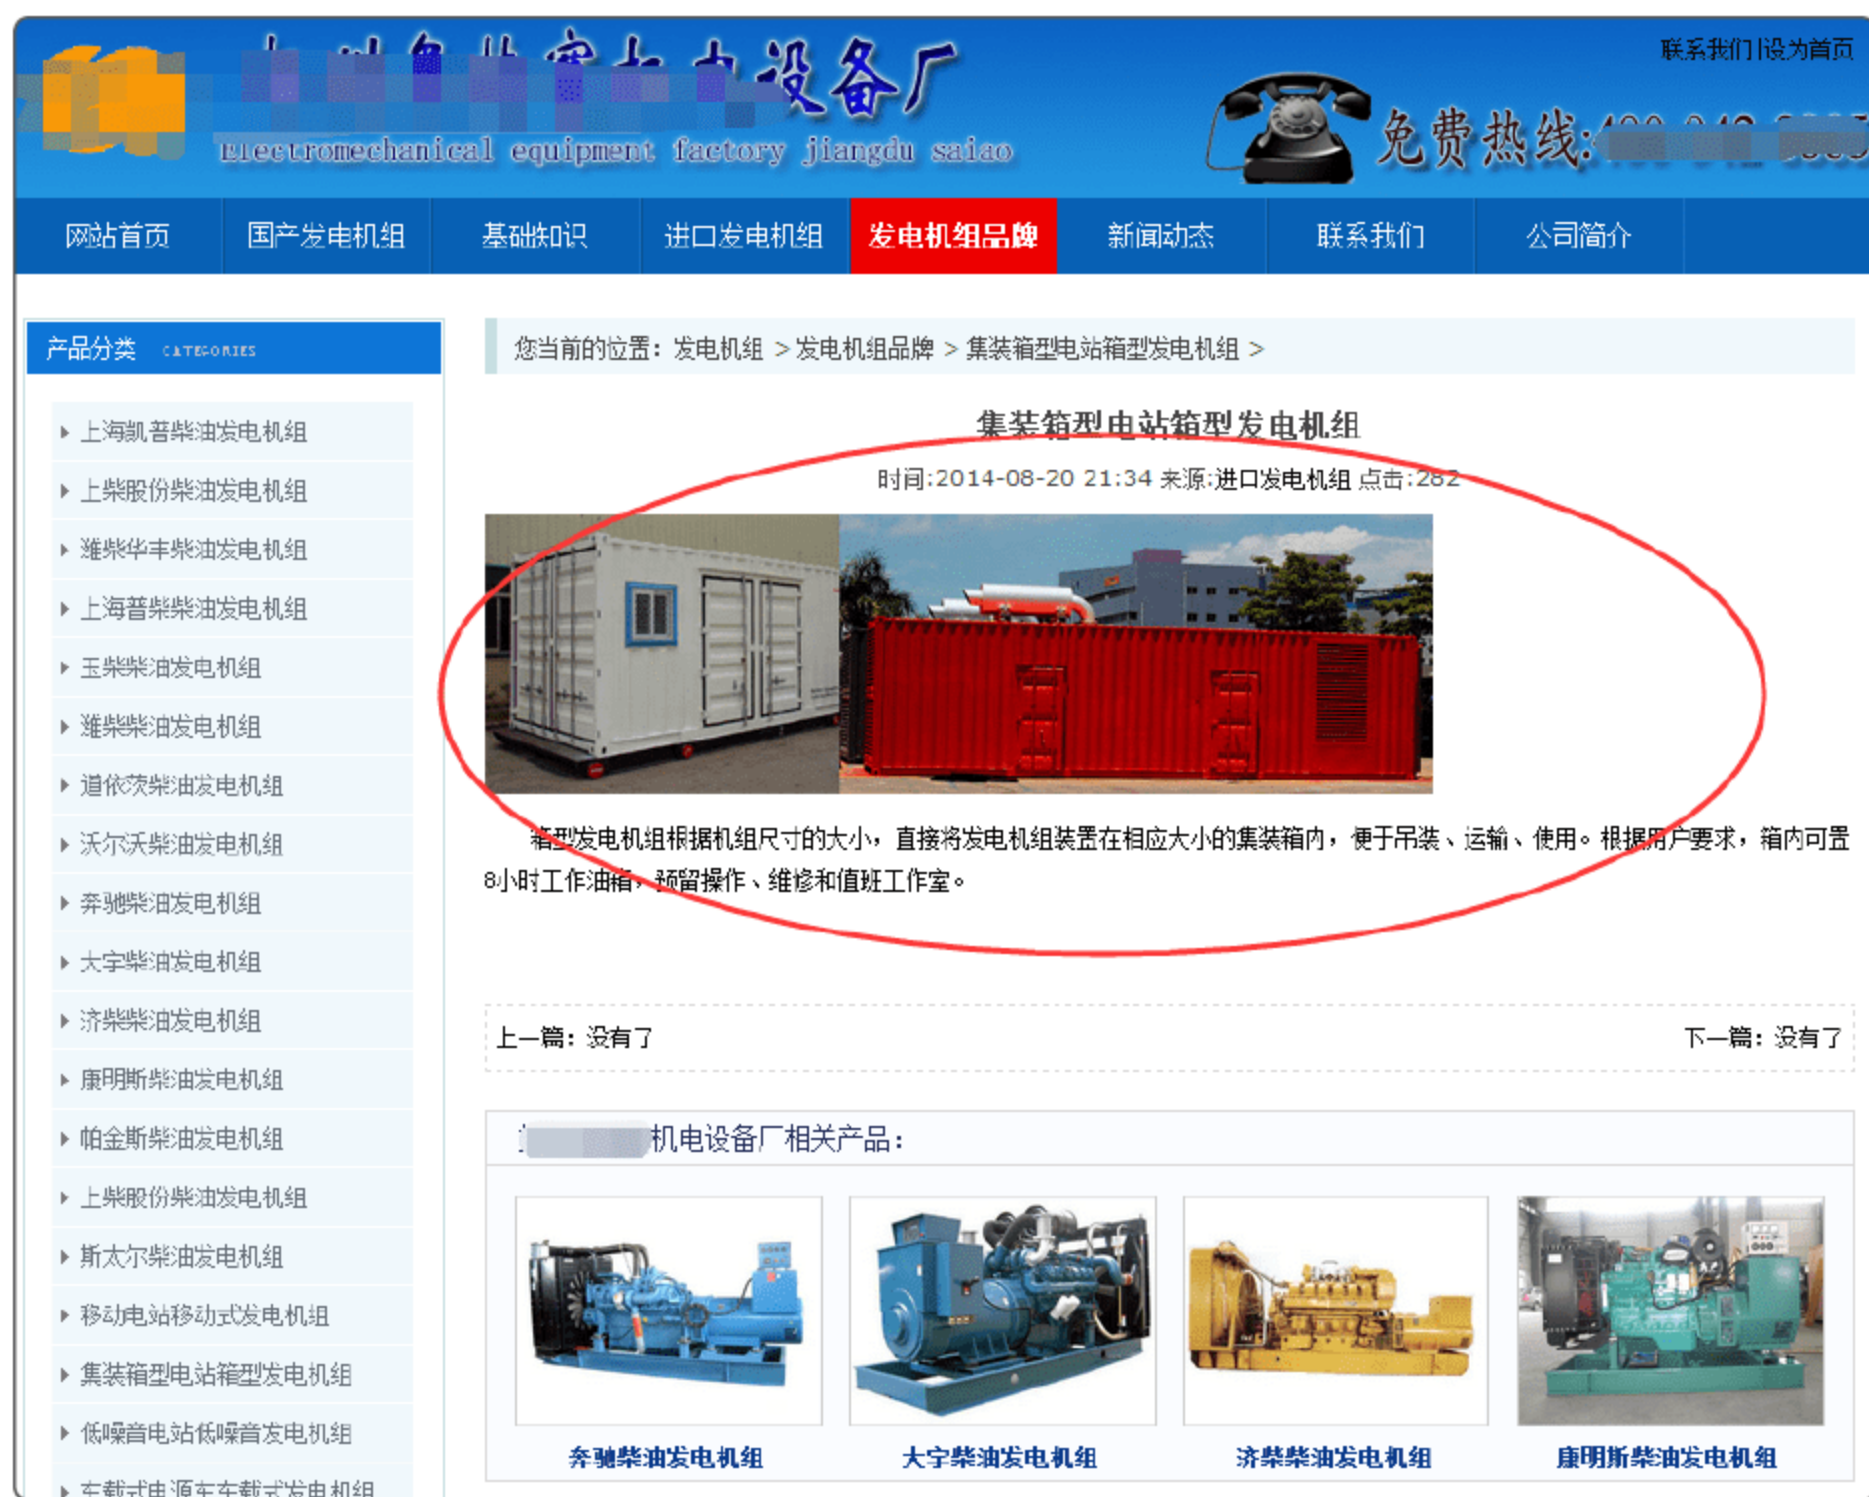 联系我们|设为首页
设备厂
Electromechanical equipment factory jiangdu saiao
免费热线:
网站首页 国产发电机组 基础知识 进口发电机组 发电机组品牌 新闻动态 联系我们 公司简介
产品分类 CATEGORIES
上海凯普柴油发电机组
上柴股份柴油发电机组
潍柴华丰柴油发电机组
上海普柴柴油发电机组
玉柴柴油发电机组
潍柴柴油发电机组
道依茨柴油发电机组
沃尔沃柴油发电机组
奔驰柴油发电机组
大宇柴油发电机组
济柴柴油发电机组
康明斯柴油发电机组
帕金斯柴油发电机组
上柴股份柴油发电机组
斯太尔柴油发电机组
移动电站移动式发电机组
集装箱型电站箱型发电机组
低噪音电站低噪音发电机组
车载式电源车车载式发电机组
您当前的位置：发电机组 >发电机组品牌 >集装箱型电站箱型发电机组 >
集装箱型电站箱型发电机组
时间:2014-08-20 21:34 来源:进口发电机组 点击:282
箱型发电机组根据机组尺寸的大小，直接将发电机组装置在相应大小的集装箱内，便于吊装、运输、使用。根据用户要求，箱内可置
8小时工作油箱，预留操作、维修和值班工作室。
上一篇：没有了
下一篇：没有了
机电设备厂相关产品：
奔驰柴油发电机组
大宇柴油发电机组
济柴柴油发电机组
康明斯柴油发电机组